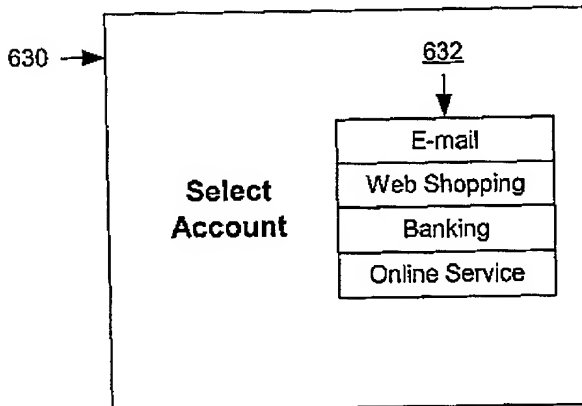 630
632
E-mail
Web Shopping
Banking
Online Service
Select
Account